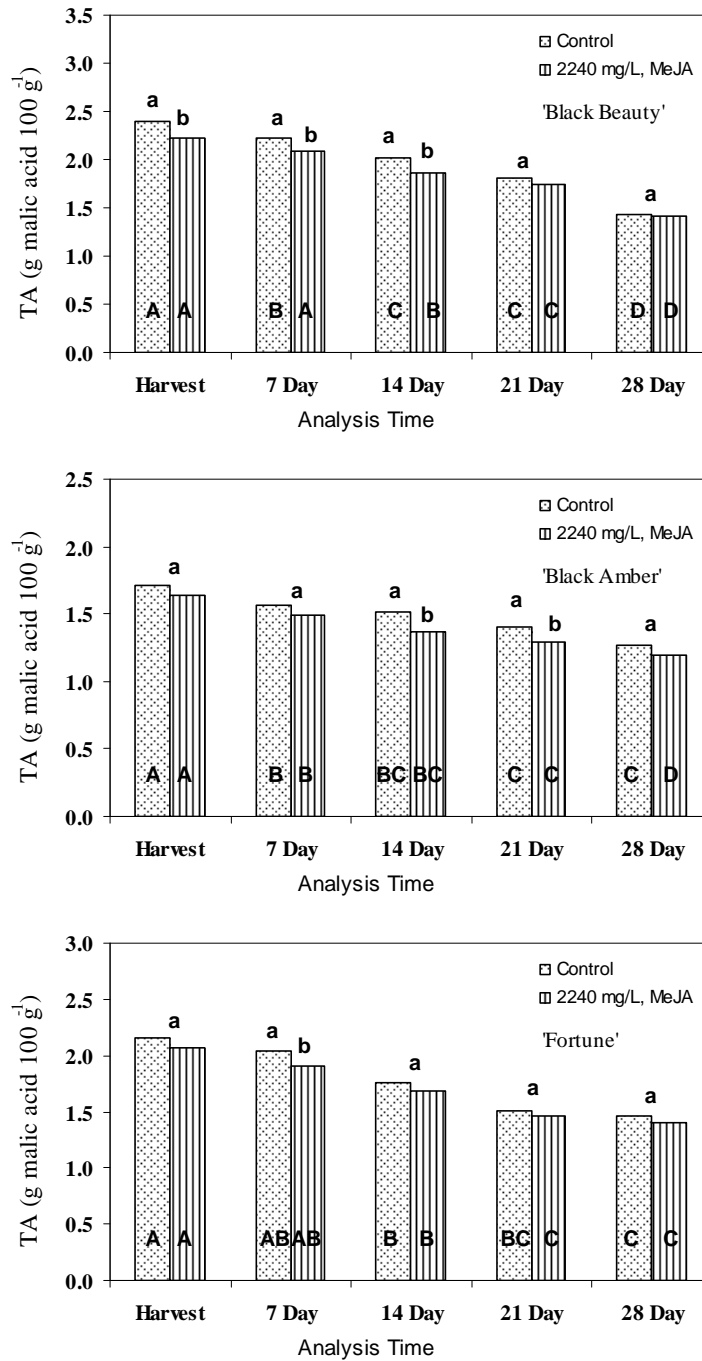 3.5
Control
3.0
2240 mg/L, MeJA
a b a b a b a a
'Black Beauty'
2.5
2.0
1.5
1.0
0.5
0.0
TA (g malic acid 100 g-1)
A A B A C B C C D D
Harvest 7 Day 14 Day 21 Day 28 Day
Analysis Time
2.5
Control
2240 mg/L, MeJA
'Black Amber'
2.0
a a a b a b a
1.5
1.0
0.5
0.0
TA (g malic acid 100 g-1)
A A B B BC BC C C C D
Harvest 7 Day 14 Day 21 Day 28 Day
Analysis Time
3.0
Control
2240 mg/L, MeJA
'Fortune'
2.5
a a b a a a
2.0
1.5
1.0
0.5
0.0
TA (g malic acid 100 g-1)
A A AB AB B B BC C C C
Harvest 7 Day 14 Day 21 Day 28 Day
Analysis Time